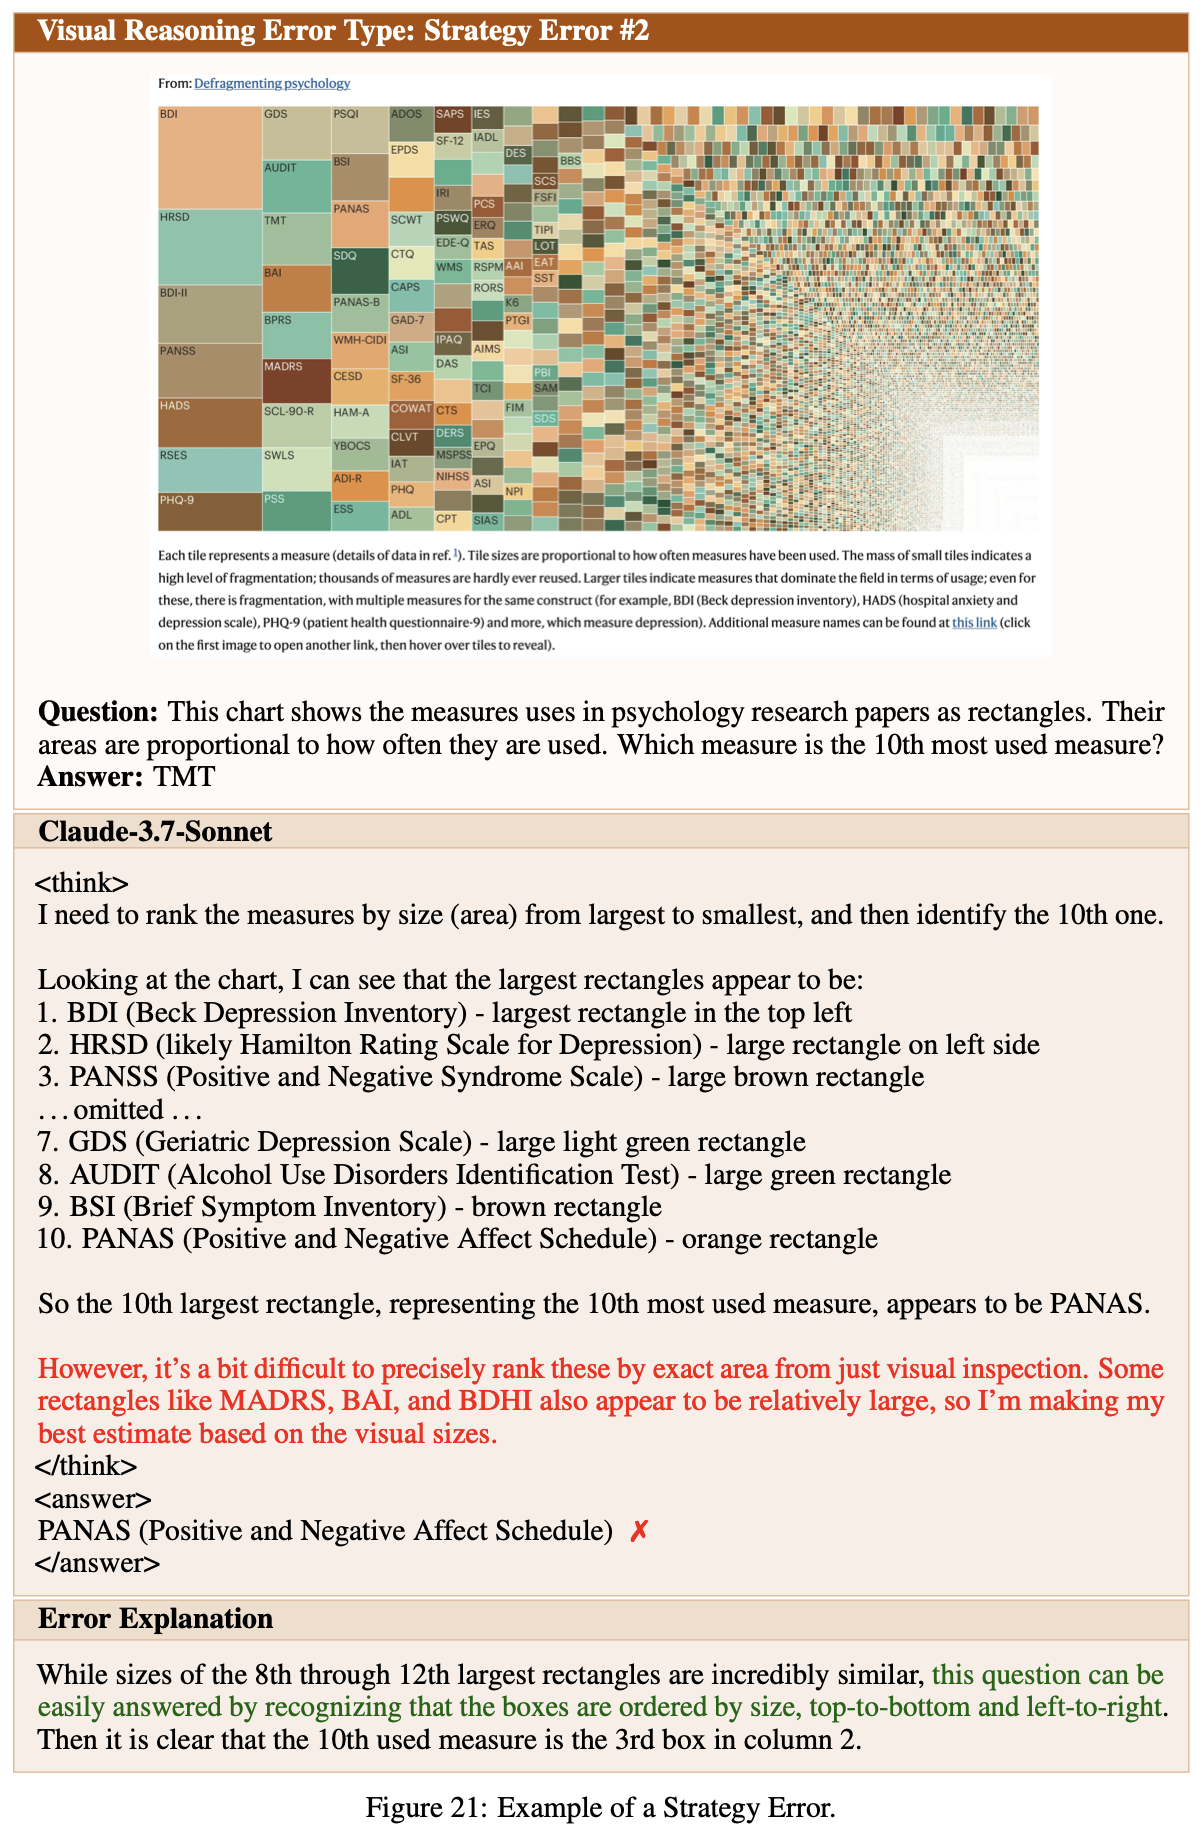 Visual Reasoning Error Type: Strategy Error #2
From: Defragmenting psychology
BDI
HRSD
BDI-II
PANSS
HADS
RSES
PHQ-9
GDS
AUDIT
TMT
BAI
BPRS
MADRS
SCL-90-R
SWLS
PSS
PSQI
BSI
PANAS
SDQ
PANAS-B
WMH-CIDI
CESD
HAM-A
YBOCS
ADI-R
ESS
ADOS
EPDS
SCWT
CTQ
CAPS
GAD-7
ASI
SF-36
COWAT
CLVT
IAT
PHQ
ADL
SAPS
SF-12
IRI
PSWQ
EDE-Q
WMS
IPAQ
DAS
CTS
DERS
MSPSS
NIHSS
CPT
IES
IADL
PCS
ERQ
TAS
RSPM
RORS
AIMS
TCI
EPQ
ASI
SIAS
DES
AAI
K6
PTGI
FIM
NPI
SCS
FSFI
TIPI
LOT
EAT
SST
PBI
SAM
SDS
BBS
Each tile represents a measure (details of data in ref. 1). Tile sizes are proportional to how often measures have been used. The mass of small tiles indicates a
high level of fragmentation; thousands of measures are hardly ever reused. Larger tiles indicate measures that dominate the field in terms of usage; even for
these, there is fragmentation, with multiple measures for the same construct (for example, BDI (Beck depression inventory), HADS (hospital anxiety and
depression scale), PHQ-9 (patient health questionnaire-9) and more, which measure depression). Additional measure names can be found at this link (click
on the first image to open another link, then hover over tiles to reveal).
Question: This chart shows the measures uses in psychology research papers as rectangles. Their
areas are proportional to how often they are used. Which measure is the 10th most used measure?
Answer: TMT
Claude-3.7-Sonnet
<think>
I need to rank the measures by size (area) from largest to smallest, and then identify the 10th one.
Looking at the chart, I can see that the largest rectangles appear to be:
1. BDI (Beck Depression Inventory) - largest rectangle in the top left
2. HRSD (likely Hamilton Rating Scale for Depression) - large rectangle on left side
3. PANSS (Positive and Negative Syndrome Scale) - large brown rectangle
...omitted ...
7. GDS (Geriatric Depression Scale) - large light green rectangle
8. AUDIT (Alcohol Use Disorders Identification Test) - large green rectangle
9. BSI (Brief Symptom Inventory) - brown rectangle
10. PANAS (Positive and Negative Affect Schedule) - orange rectangle
So the 10th largest rectangle, representing the 10th most used measure, appears to be PANAS.
However, it's a bit difficult to precisely rank these by exact area from just visual inspection. Some
rectangles like MADRS, BAI, and BDHI also appear to be relatively large, so I'm making my
best estimate based on the visual sizes.
</think>
<answer>
PANAS (Positive and Negative Affect Schedule) ✗
</answer>
Error Explanation
While sizes of the 8th through 12th largest rectangles are incredibly similar, this question can be
easily answered by recognizing that the boxes are ordered by size, top-to-bottom and left-to-right.
Then it is clear that the 10th used measure is the 3rd box in column 2.
Figure 21: Example of a Strategy Error.